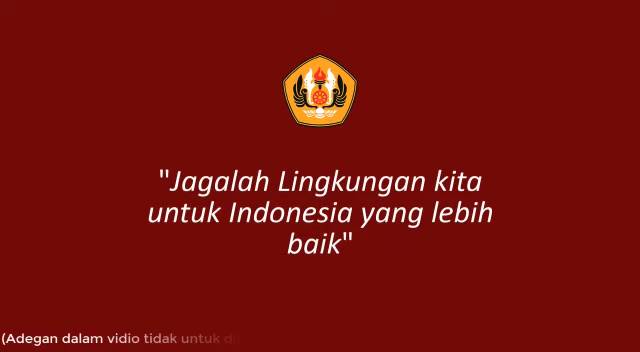 "Jagalah Lingkungan kita
untuk Indonesia yang lebih
baik"
(Adegan dalam vidio tidak untuk